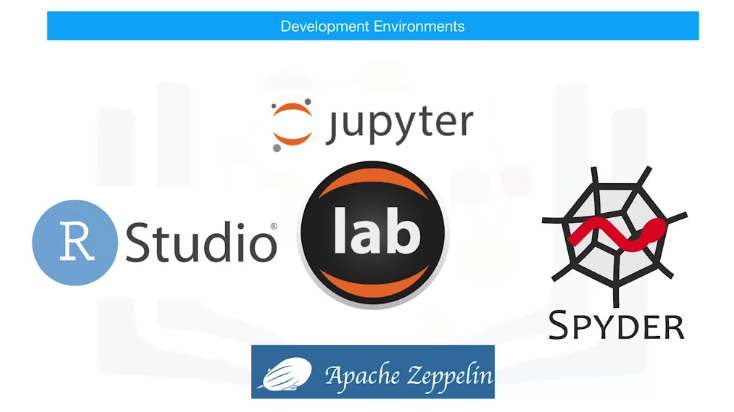 Development Environments
jupyter
lab
R Studio®
SPYDER
Apache Zeppelin